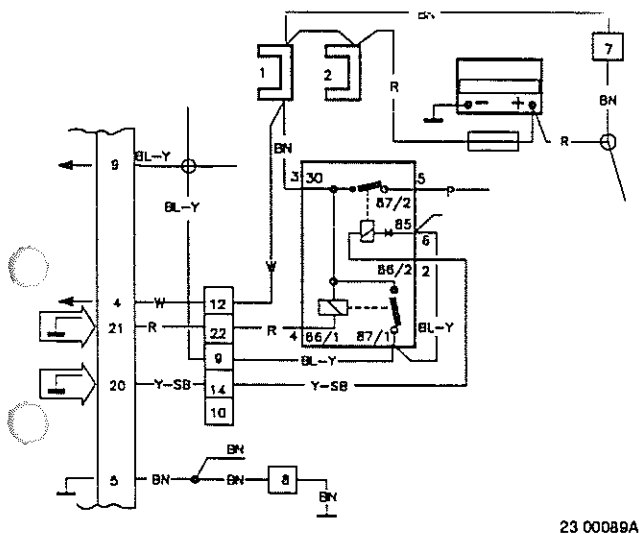 BN
1
2
7
R
- +
BN
R
BN
9
BL-Y
3
30
5
87/2
P
85
6
BL-Y
86/2
2
W
4
W
12
21
R
22
R
4
86/1
87/1
BL-Y
9
BL-Y
20
Y-SB
14
Y-SB
10
BN
5
BN
BN
8
BN
23 00089A